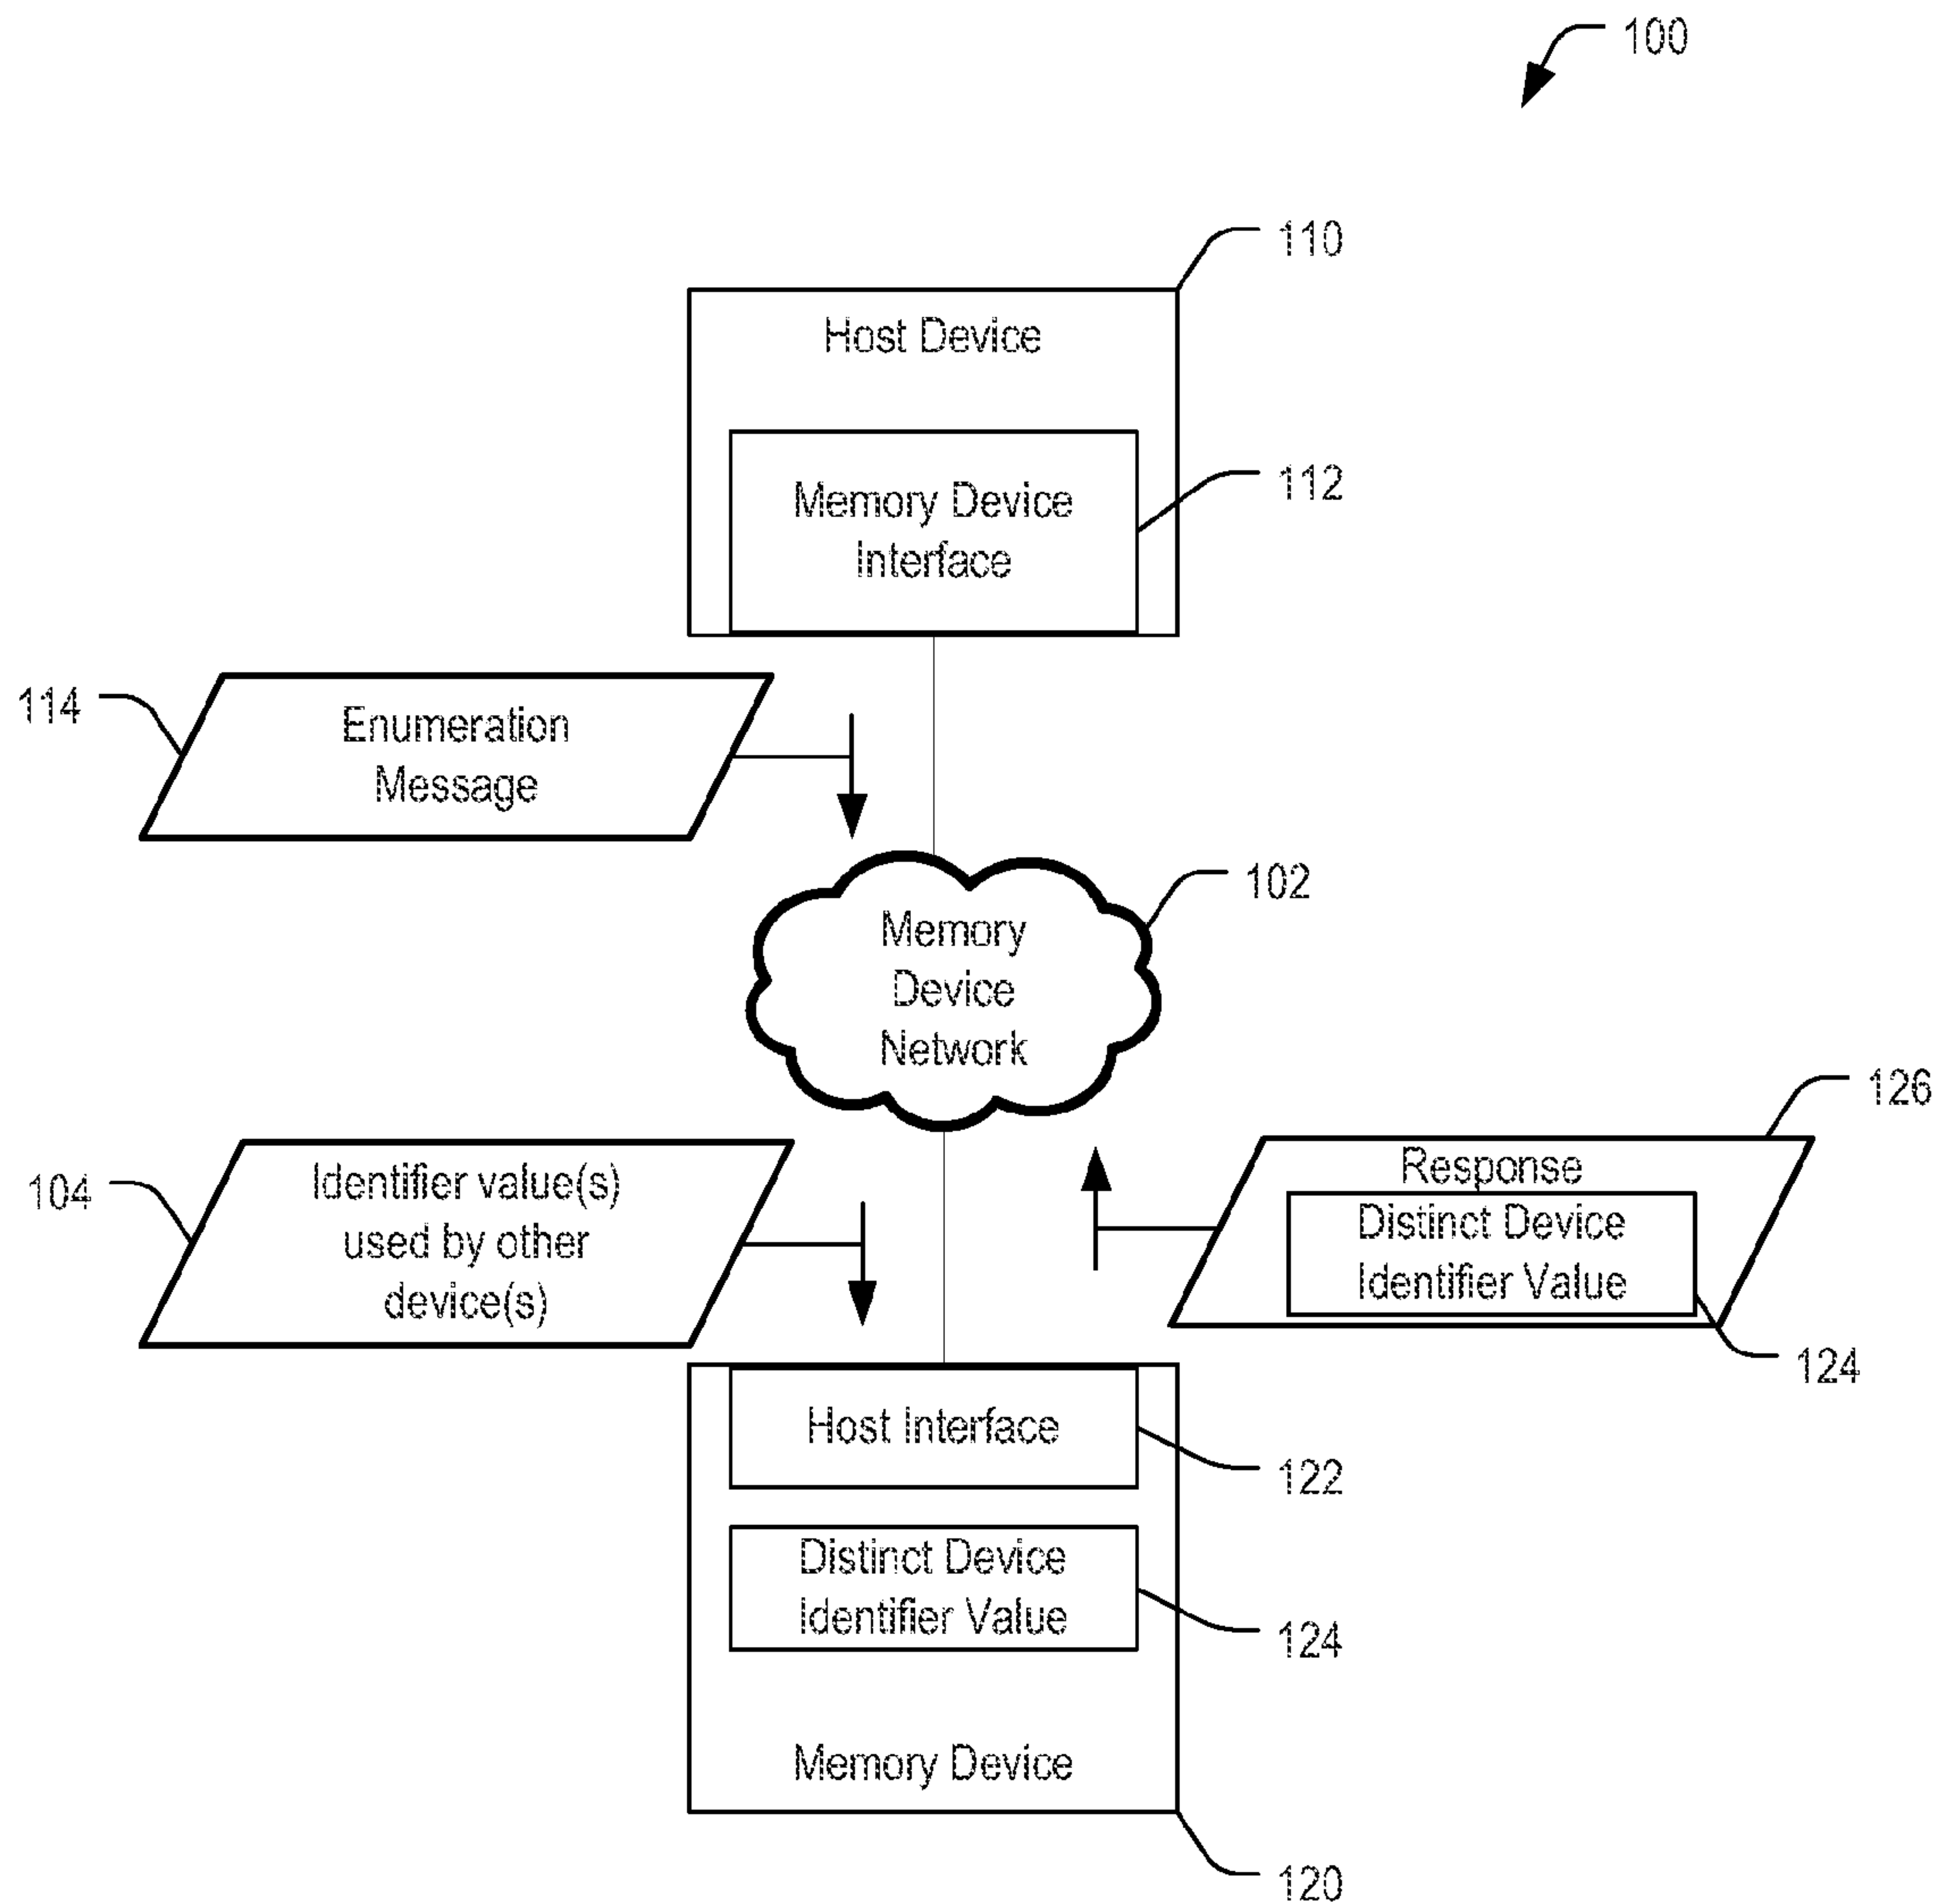 100
110
Host Device
Memory Device
Interface
112
114
Enumeration
Message
102
Memory
Device
Network
126
104
Identifier value(s)
used by other
device(s)
Response
Distinct Device
Identifier Value
124
Host Interface
122
Distinct Device
Identifier Value
124
Memory Device
120